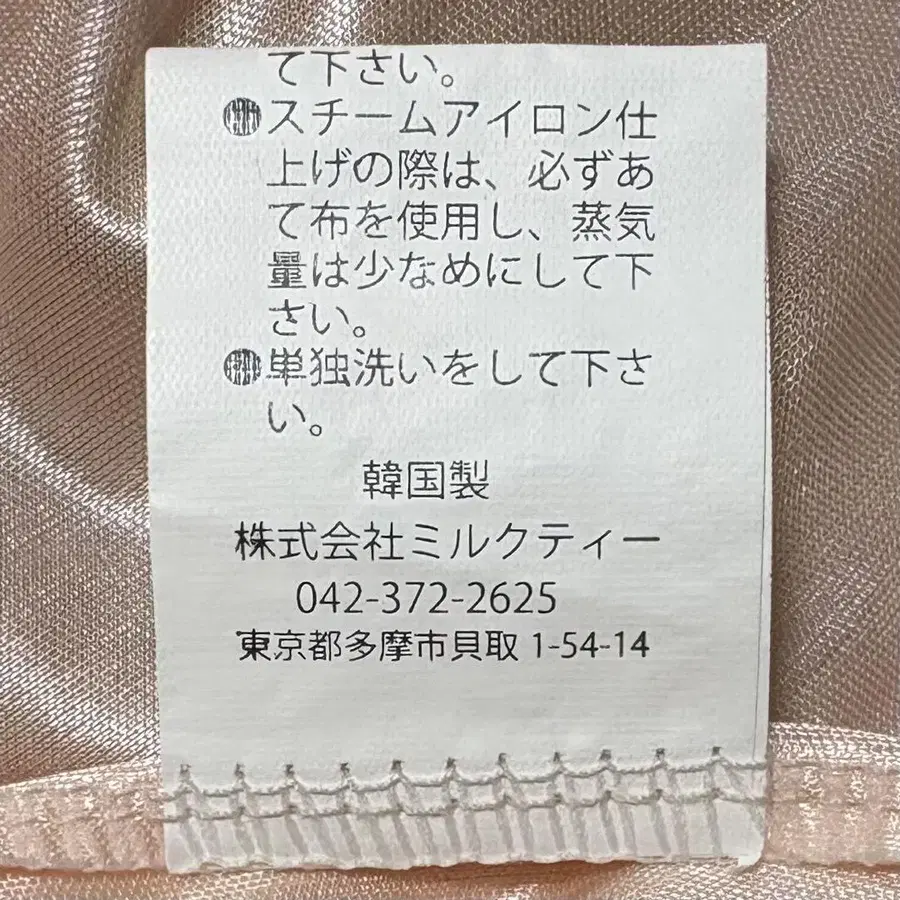 て下さい。
●スチームアイロン仕
上げの際は、必ずあ
て布を使用し、蒸気
量は少なめにして下
さい。
●単独洗いをして下さ
い。
韓国製
株式会社ミルクティー
042-372-2625
東京都多摩市貝取 1-54-14